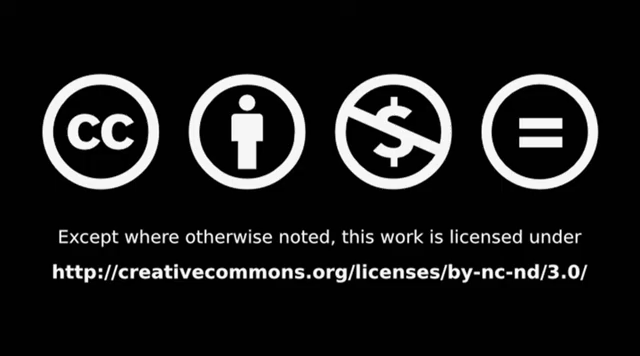 cc
$
=
Except where otherwise noted, this work is licensed under
http://creativecommons.org/licenses/by-nc-nd/3.0/